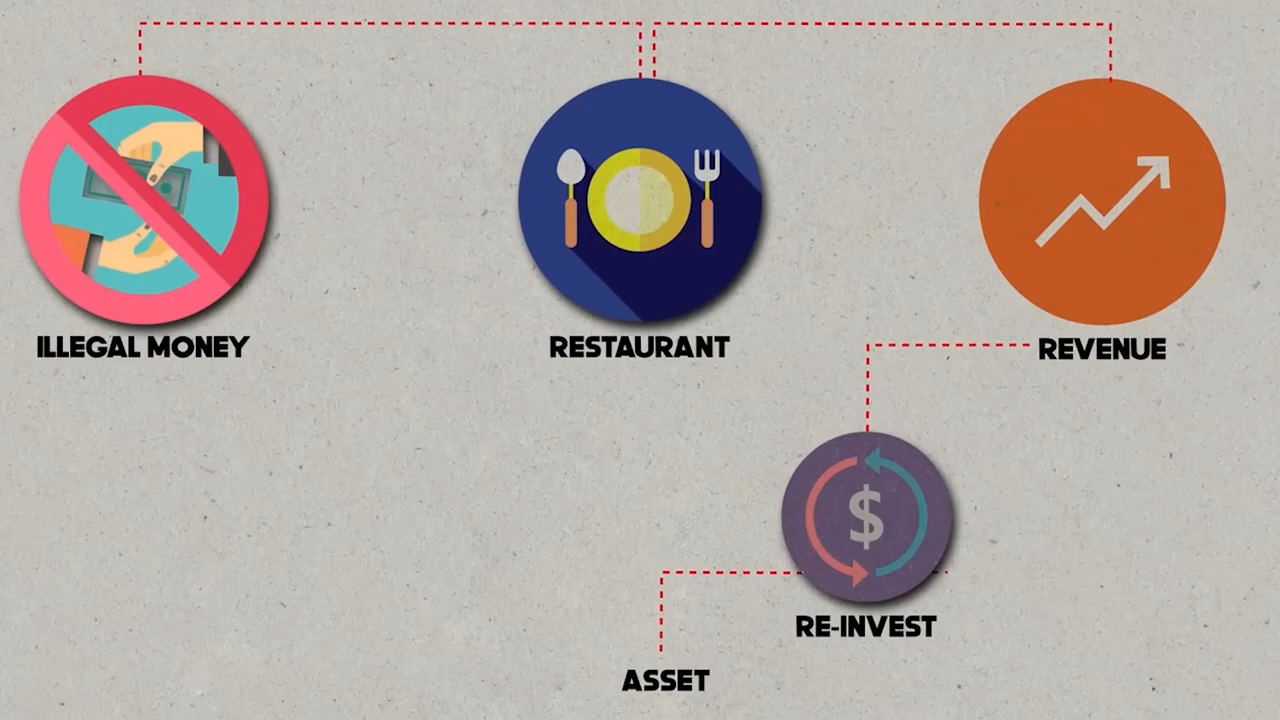 ILLEGAL MONEY
RESTAURANT
REVENUE
$
RE-INVEST
ASSET